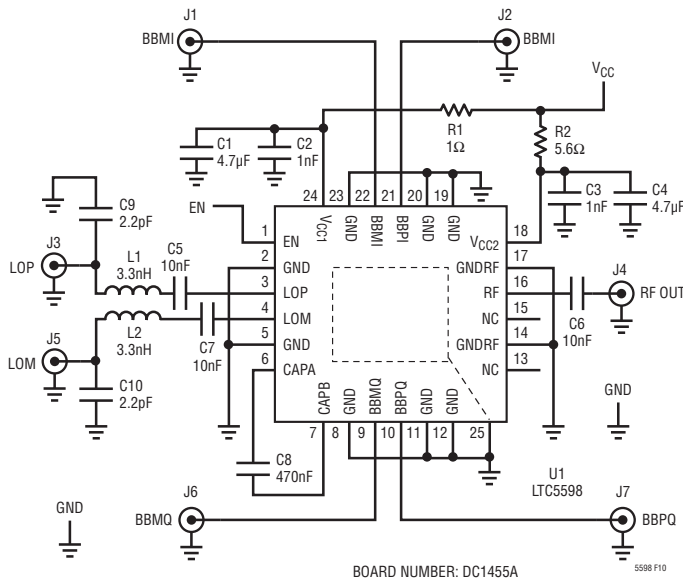 J1
J2
BBMI
BBMI
VCC
R1
1Ω
R2
5.6Ω
C1
4.7µF
C2
1nF
C3
1nF
C4
4.7µF
24 23 22 21 20 19
VCC1 GND BBMI BBPI GND GND
C9
2.2pF
EN
J3
LOP
L1
3.3nH
C5
10nF
J5
LOM
L2
3.3nH
C7
10nF
C10
2.2pF
1 EN
2 GND
3 LOP
4 LOM
5 GND
6 CAPA
VCC2 18
GNDRF 17
RF 16
NC 15
GNDRF 14
NC 13
J4
RF OUT
C6
10nF
CAPB GND BBMQ BBPQ GND GND
7 8 9 10 11 12 25
GND
C8
470nF
U1
LTC5598
J6
BBMQ
J7
BBPQ
GND
BOARD NUMBER: DC1455A
5598 F10